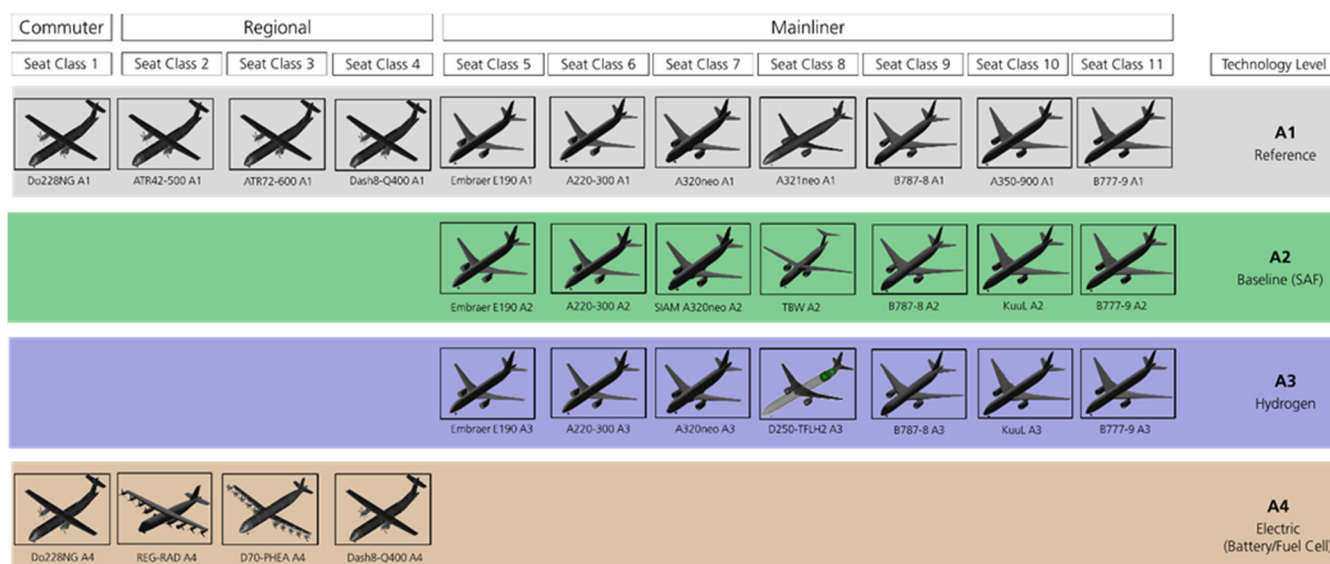 Commuter
Regional
Mainliner
Seat Class 1
Seat Class 2
Seat Class 3
Seat Class 4
Seat Class 5
Seat Class 6
Seat Class 7
Seat Class 8
Seat Class 9
Seat Class 10
Seat Class 11
Technology Level
Do228NG A1
ATR42-500 A1
ATR72-600 A1
Dash8-Q400 A1
Embraer E190 A1
A220-300 A1
A320neo A1
A321neo A1
B787-8 A1
A350-900 A1
B777-9 A1
A1
Reference
Embraer E190 A2
A220-300 A2
SIAM A320neo A2
TBW A2
B787-8 A2
KuuL A2
B777-9 A2
A2
Baseline (SAF)
Embraer E190 A3
A220-300 A3
A320neo A3
D250-TFLH2 A3
B787-8 A3
KuuL A3
B777-9 A3
A3
Hydrogen
Do228NG A4
REG-RAD A4
D70-PHEA A4
Dash8-Q400 A4
A4
Electric
(Battery/Fuel Cell)